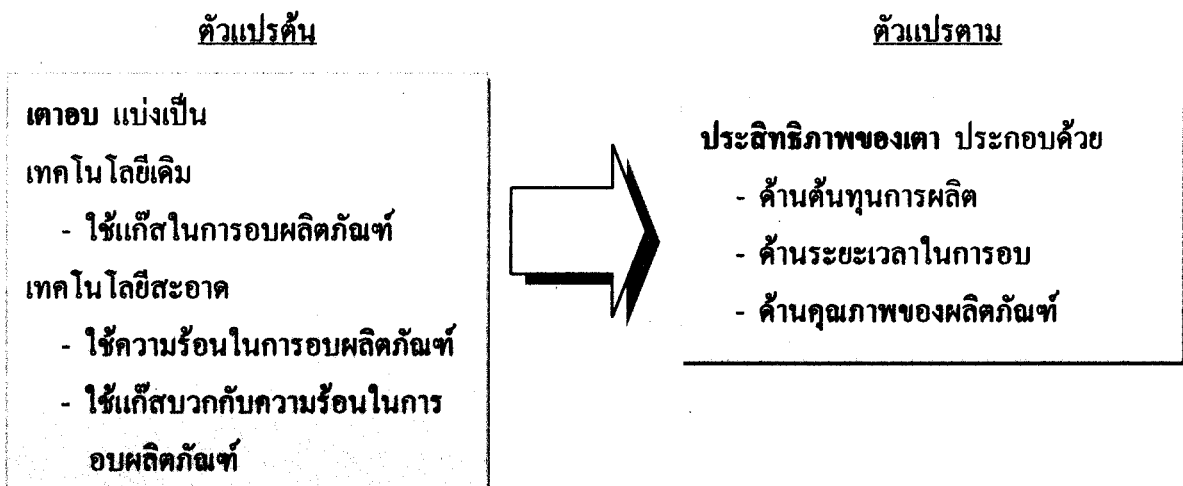 ตัวแปรต้น
เตาอบ แบ่งเป็น
เทคโนโลยีเดิม
- ใช้แก๊สในการอบผลิตภัณฑ์
เทคโนโลยีสะอาด
- ใช้ความร้อนในการอบผลิตภัณฑ์
- ใช้แก๊สบวกกับความร้อนในการ
อบผลิตภัณฑ์
ตัวแปรตาม
ประสิทธิภาพของเตา ประกอบด้วย
- ด้านต้นทุนการผลิต
- ด้านระยะเวลาในการอบ
- ด้านคุณภาพของผลิตภัณฑ์